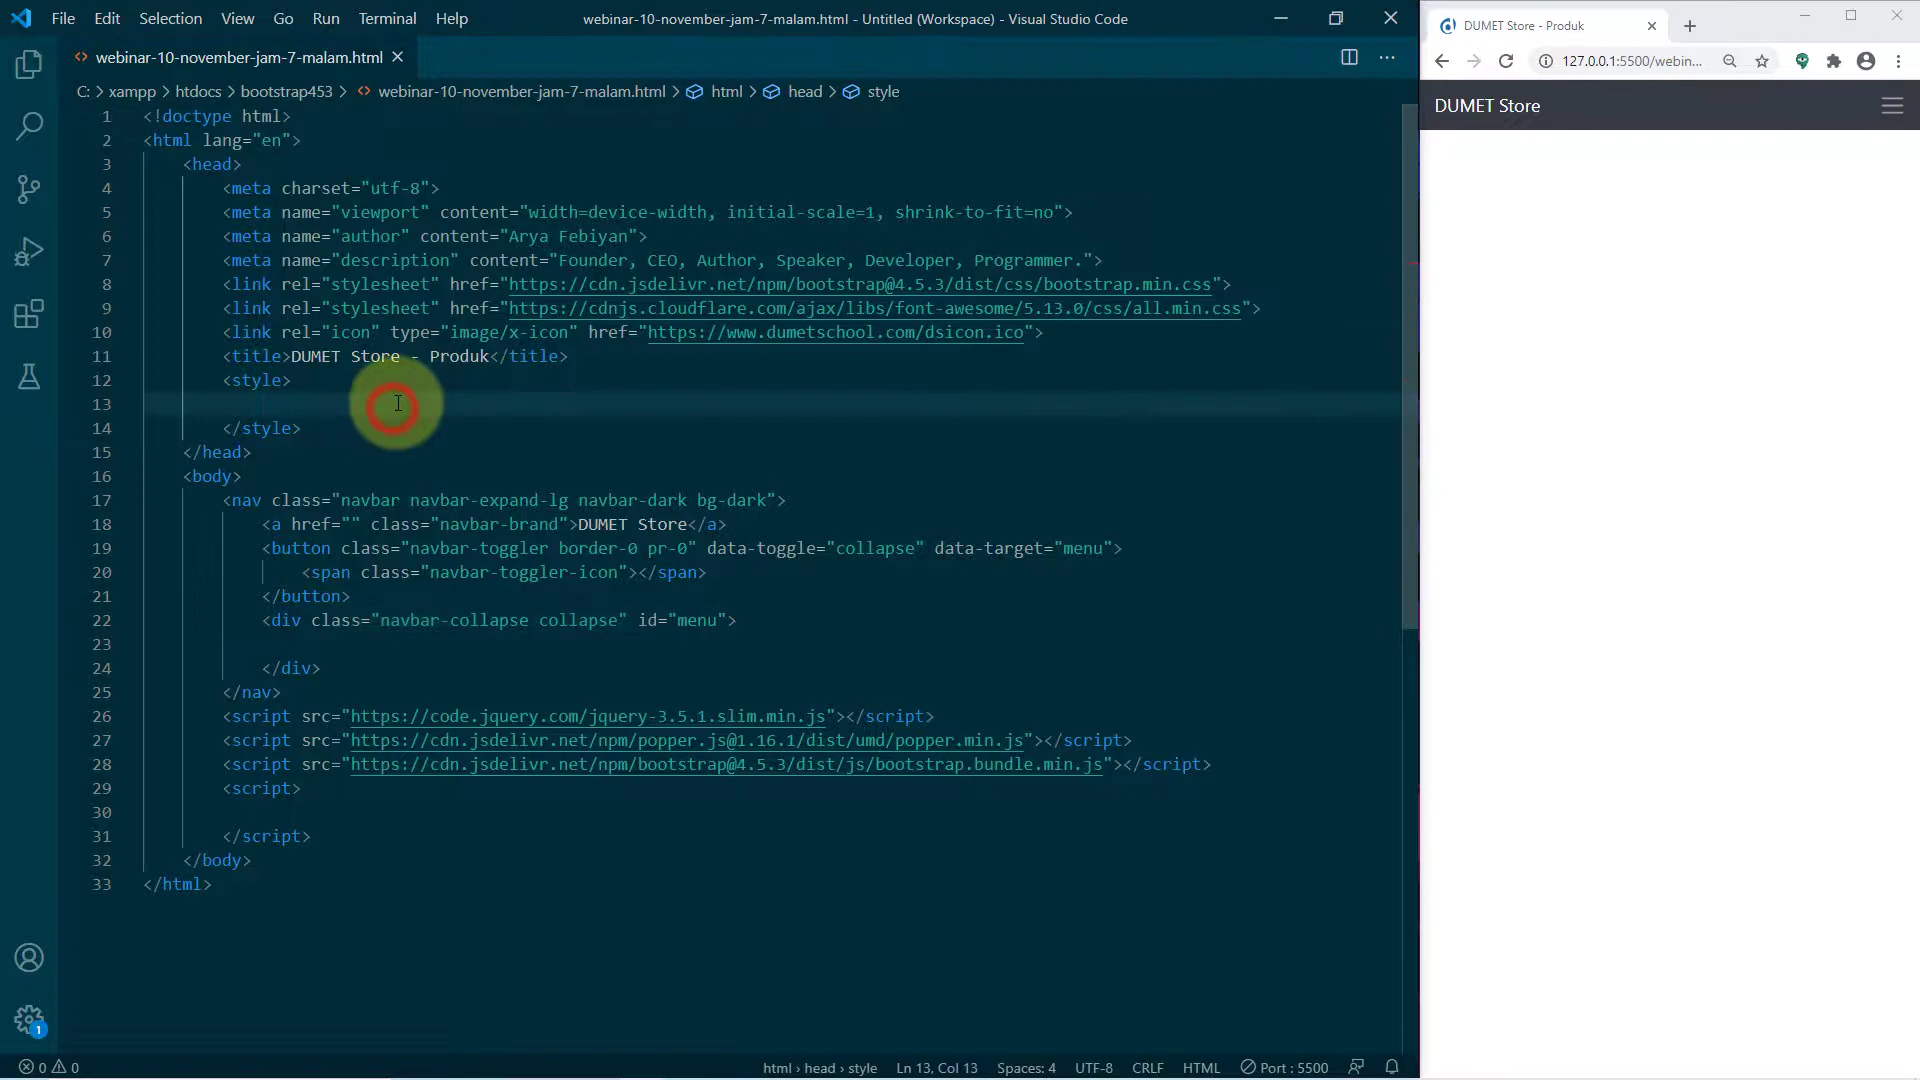 File Edit Selection View Go Run Terminal Help
webinar-10-november-jam-7-malam.html - Untitled (Workspace) - Visual Studio Code
webinar-10-november-jam-7-malam.html
C: > xampp > htdocs > bootstrap453 > webinar-10-november-jam-7-malam.html > html > head > style
1 <!doctype html>
2 <html lang="en">
3 <head>
4 <meta charset="utf-8">
5 <meta name="viewport" content="width=device-width, initial-scale=1, shrink-to-fit=no">
6 <meta name="author" content="Arya Febiyan">
7 <meta name="description" content="Founder, CEO, Author, Speaker, Developer, Programmer.">
8 <link rel="stylesheet" href="https://cdn.jsdelivr.net/npm/bootstrap@4.5.3/dist/css/bootstrap.min.css">
9 <link rel="stylesheet" href="https://cdnjs.cloudflare.com/ajax/libs/font-awesome/5.13.0/css/all.min.css">
10 <link rel="icon" type="image/x-icon" href="https://www.dumetschool.com/dsicon.ico">
11 <title>DUMET Store - Produk</title>
12 <style>
13
14 </style>
15 </head>
16 <body>
17 <nav class="navbar navbar-expand-lg navbar-dark bg-dark">
18 <a href="" class="navbar-brand">DUMET Store</a>
19 <button class="navbar-toggler border-0 pr-0" data-toggle="collapse" data-target="menu">
20 <span class="navbar-toggler-icon"></span>
21 </button>
22 <div class="navbar-collapse collapse" id="menu">
23
24 </div>
25 </nav>
26 <script src="https://code.jquery.com/jquery-3.5.1.slim.min.js"></script>
27 <script src="https://cdn.jsdelivr.net/npm/popper.js@1.16.1/dist/umd/popper.min.js"></script>
28 <script src="https://cdn.jsdelivr.net/npm/bootstrap@4.5.3/dist/js/bootstrap.bundle.min.js"></script>
29 <script>
30
31 </script>
32 </body>
33 </html>
1
0 0
html > head > style Ln 13, Col 13 Spaces: 4 UTF-8 CRLF HTML Port : 5500
DUMET Store - Produk
127.0.0.1:5500/webin...
DUMET Store